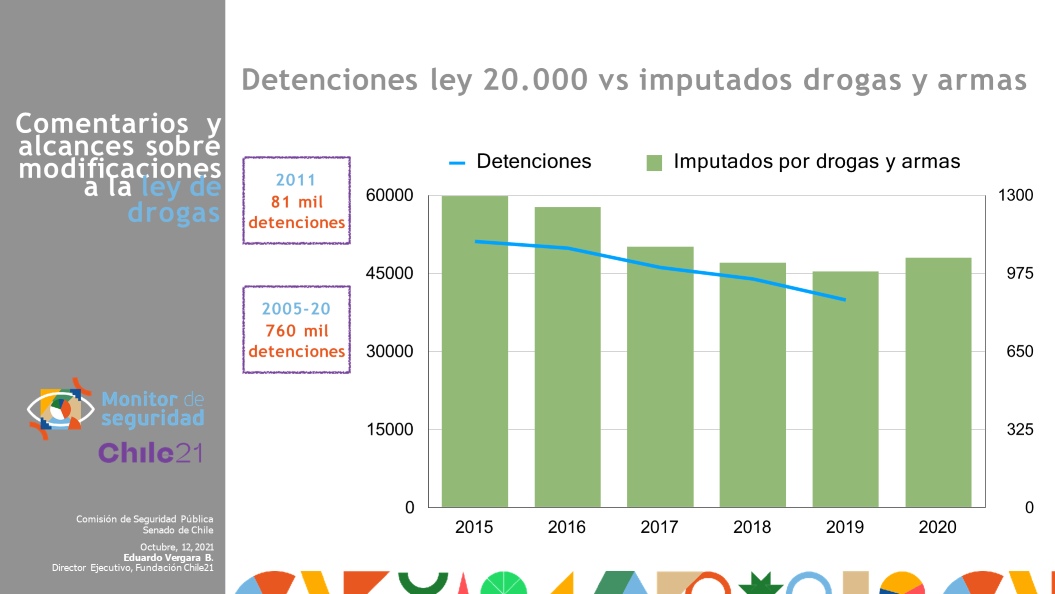 Detenciones ley 20.000 vs imputados drogas y armas
Comentarios y
alcances sobre
modificaciones
a la ley de
drogas
2011
81 mil
detenciones
2005-20
760 mil
detenciones
Detenciones
Imputados por drogas y armas
60000
45000
30000
15000
0
1300
975
650
325
0
2015
2016
2017
2018
2019
2020
Monitor de
seguridad
Chile21
Comisión de Seguridad Pública
Senado de Chile
Octubre, 12, 2021
Eduardo Vergara B.
Director Ejecutivo, Fundación Chile21